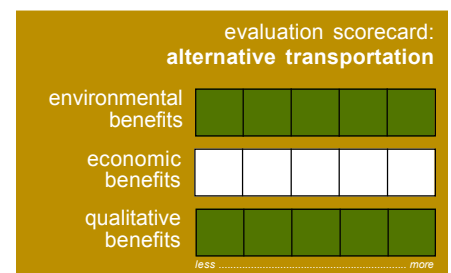 evaluation scorecard:
alternative transportation
environmental
benefits
economic
benefits
qualitative
benefits
less ........................................................................ more